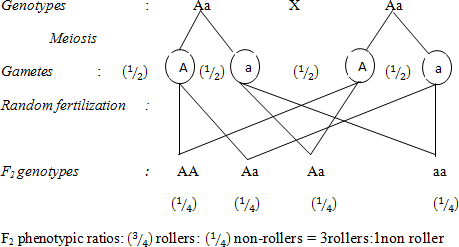 Genotypes : Aa X Aa
Meiosis
Gametes : (1/2) A (1/2) a (1/2) A (1/2) a
Random fertilization :
F2 genotypes : AA Aa Aa aa
(1/4) (1/4) (1/4) (1/4)
F2 phenotypic ratios: (3/4) rollers: (1/4) non-rollers = 3rollers:1non roller